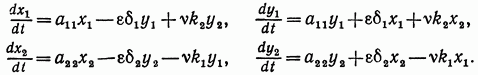 dx₁/dt = a₁₁x₁ − εδ₁y₁ + νk₂y₂,   dy₁/dt = a₁₁y₁ + εδ₁x₁ + νk₂x₂,
dx₂/dt = a₂₂x₂ − εδ₂y₂ − νk₁y₁,   dy₂/dt = a₂₂y₂ + εδ₂x₂ − νk₁x₁.